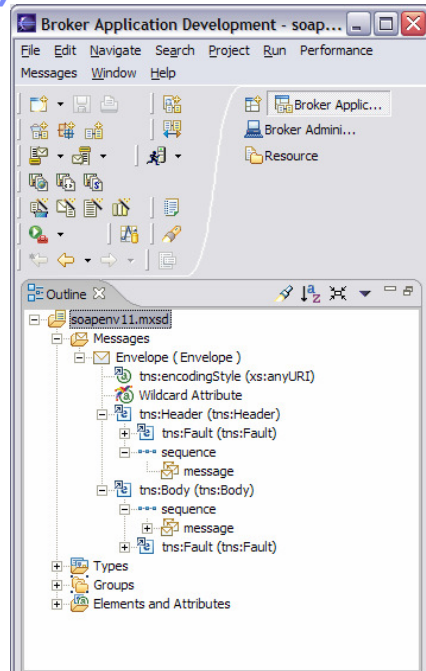 Broker Application Development - soap...
File Edit Navigate Search Project Run Performance
Messages Window Help
Broker Applic...
Broker Admini...
Resource
Outline
soapenv11.mxsd
Messages
Envelope ( Envelope )
tns:encodingStyle (xs:anyURI)
Wildcard Attribute
tns:Header (tns:Header)
tns:Fault (tns:Fault)
sequence
message
tns:Body (tns:Body)
sequence
message
tns:Fault (tns:Fault)
Types
Groups
Elements and Attributes